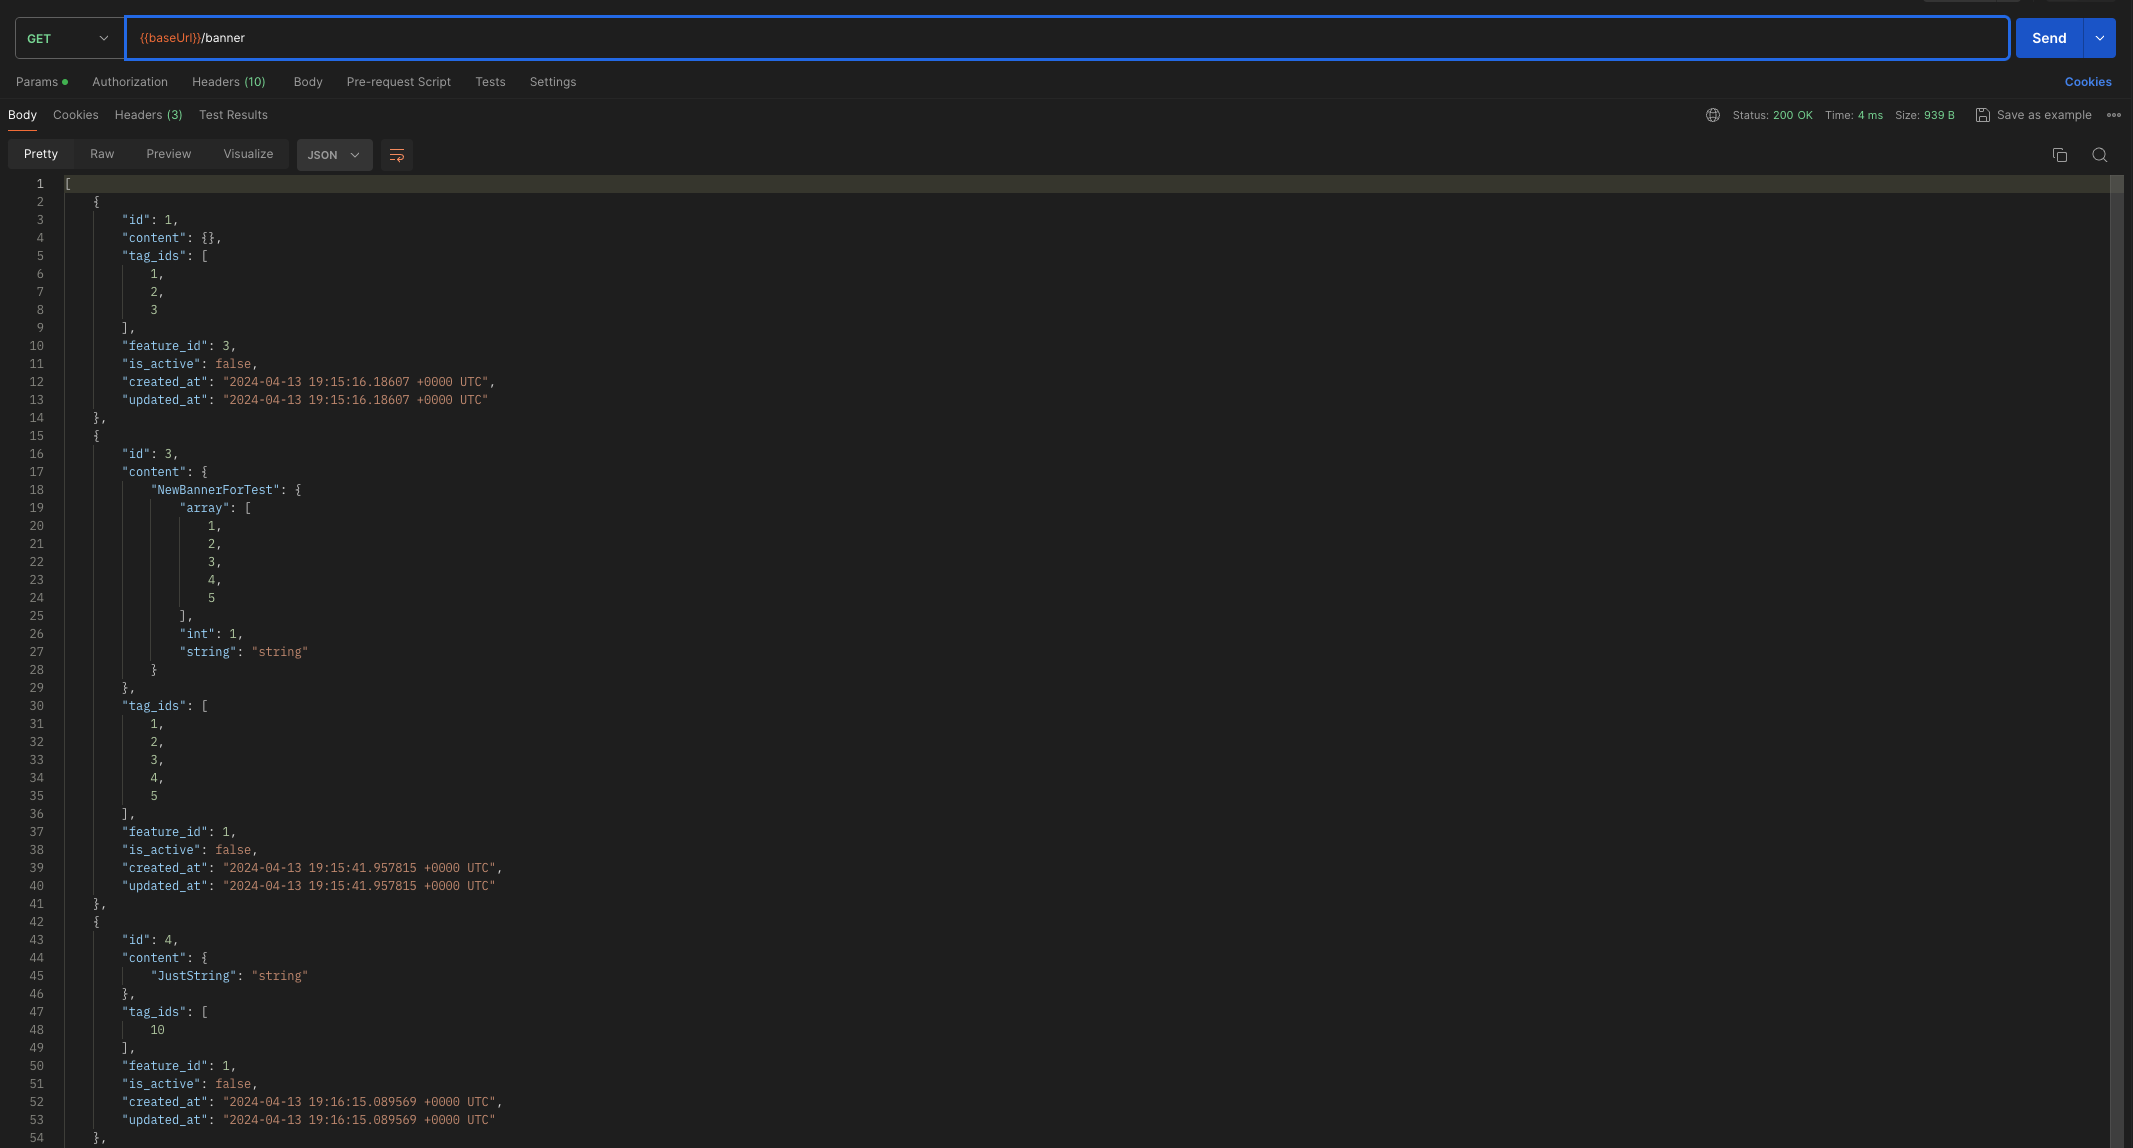 GET {{baseUrl}}/banner Send
Params Authorization Headers (10) Body Pre-request Script Tests Settings Cookies
Body Cookies Headers (3) Test Results Status: 200 OK Time: 4 ms Size: 939 B Save as example
Pretty Raw Preview Visualize JSON
1 [
2 {
3 "id": 1,
4 "content": {},
5 "tag_ids": [
6 1,
7 2,
8 3
9 ],
10 "feature_id": 3,
11 "is_active": false,
12 "created_at": "2024-04-13 19:15:16.18607 +0000 UTC",
13 "updated_at": "2024-04-13 19:15:16.18607 +0000 UTC"
14 },
15 {
16 "id": 3,
17 "content": {
18 "NewBannerForTest": {
19 "array": [
20 1,
21 2,
22 3,
23 4,
24 5
25 ],
26 "int": 1,
27 "string": "string"
28 }
29 },
30 "tag_ids": [
31 1,
32 2,
33 3,
34 4,
35 5
36 ],
37 "feature_id": 1,
38 "is_active": false,
39 "created_at": "2024-04-13 19:15:41.957815 +0000 UTC",
40 "updated_at": "2024-04-13 19:15:41.957815 +0000 UTC"
41 },
42 {
43 "id": 4,
44 "content": {
45 "JustString": "string"
46 },
47 "tag_ids": [
48 10
49 ],
50 "feature_id": 1,
51 "is_active": false,
52 "created_at": "2024-04-13 19:16:15.089569 +0000 UTC",
53 "updated_at": "2024-04-13 19:16:15.089569 +0000 UTC"
54 },